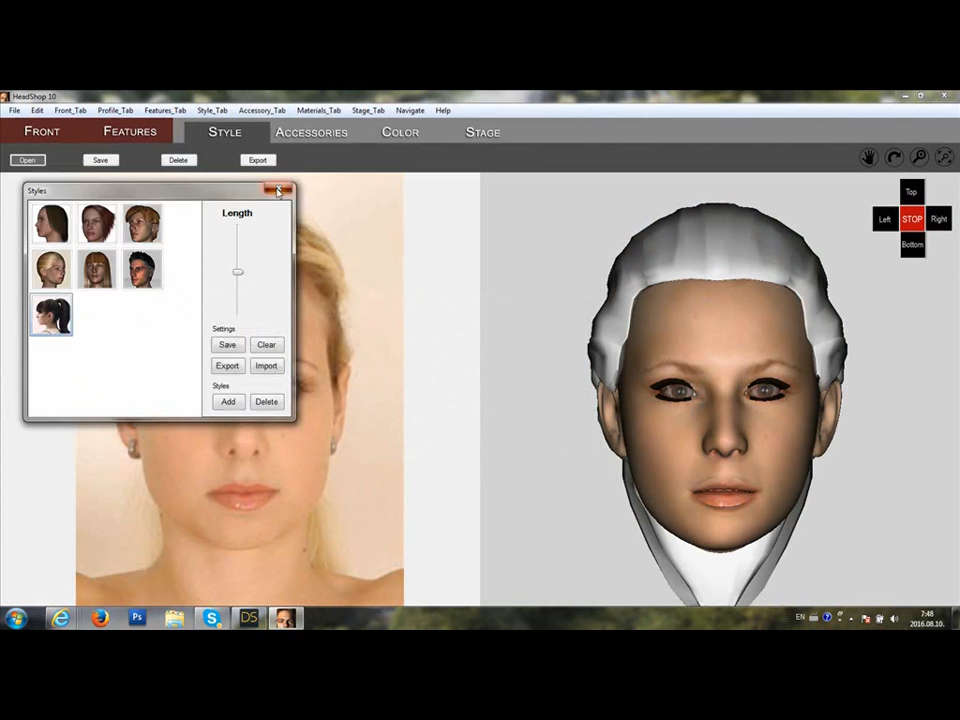 HeadShop 10
File Edit Front_Tab Profile_Tab Features_Tab Style_Tab Accessory_Tab Materials_Tab Stage_Tab Navigate Help
FRONT FEATURES STYLE ACCESSORIES COLOR STAGE
Open Save Delete Export
Styles
Length
Settings
Save Clear
Export Import
Styles
Add Delete
Top
Left STOP Right
Bottom
Ps DS EN 7:48
2016.08.10.